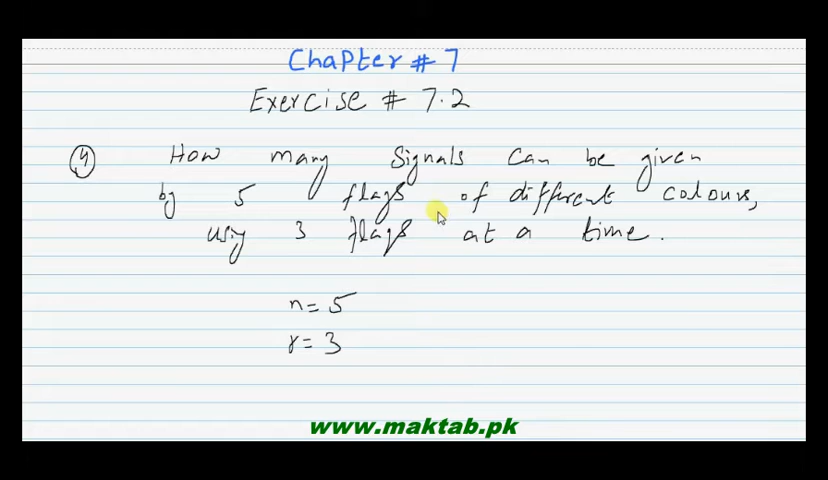 Chapter # 7
Exercise # 7.2
(4) How many Signals can be given
by 5 flags of different colours,
using 3 flags at a time.
n = 5
r = 3
www.maktab.pk